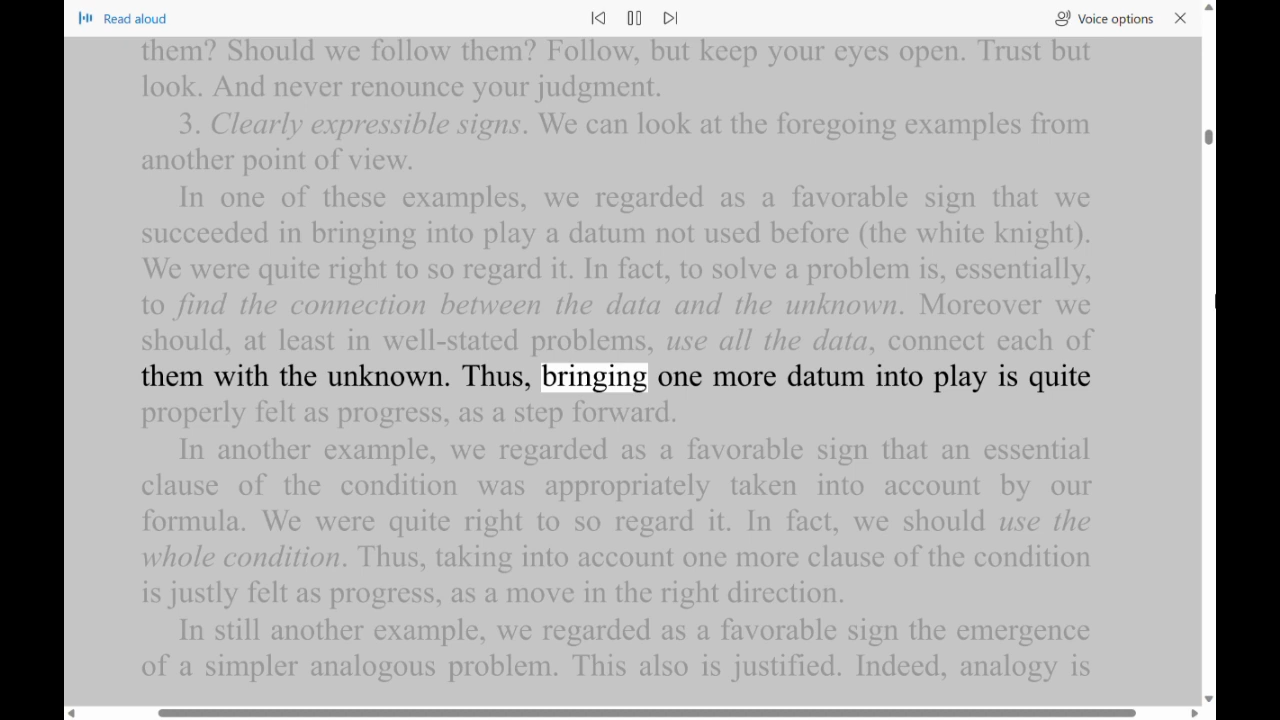 Read aloud
Voice options
them? Should we follow them? Follow, but keep your eyes open. Trust but
look. And never renounce your judgment.
3. Clearly expressible signs. We can look at the foregoing examples from
another point of view.
In one of these examples, we regarded as a favorable sign that we
succeeded in bringing into play a datum not used before (the white knight).
We were quite right to so regard it. In fact, to solve a problem is, essentially,
to find the connection between the data and the unknown. Moreover we
should, at least in well-stated problems, use all the data, connect each of
them with the unknown. Thus, bringing one more datum into play is quite
properly felt as progress, as a step forward.
In another example, we regarded as a favorable sign that an essential
clause of the condition was appropriately taken into account by our
formula. We were quite right to so regard it. In fact, we should use the
whole condition. Thus, taking into account one more clause of the condition
is justly felt as progress, as a move in the right direction.
In still another example, we regarded as a favorable sign the emergence
of a simpler analogous problem. This also is justified. Indeed, analogy is